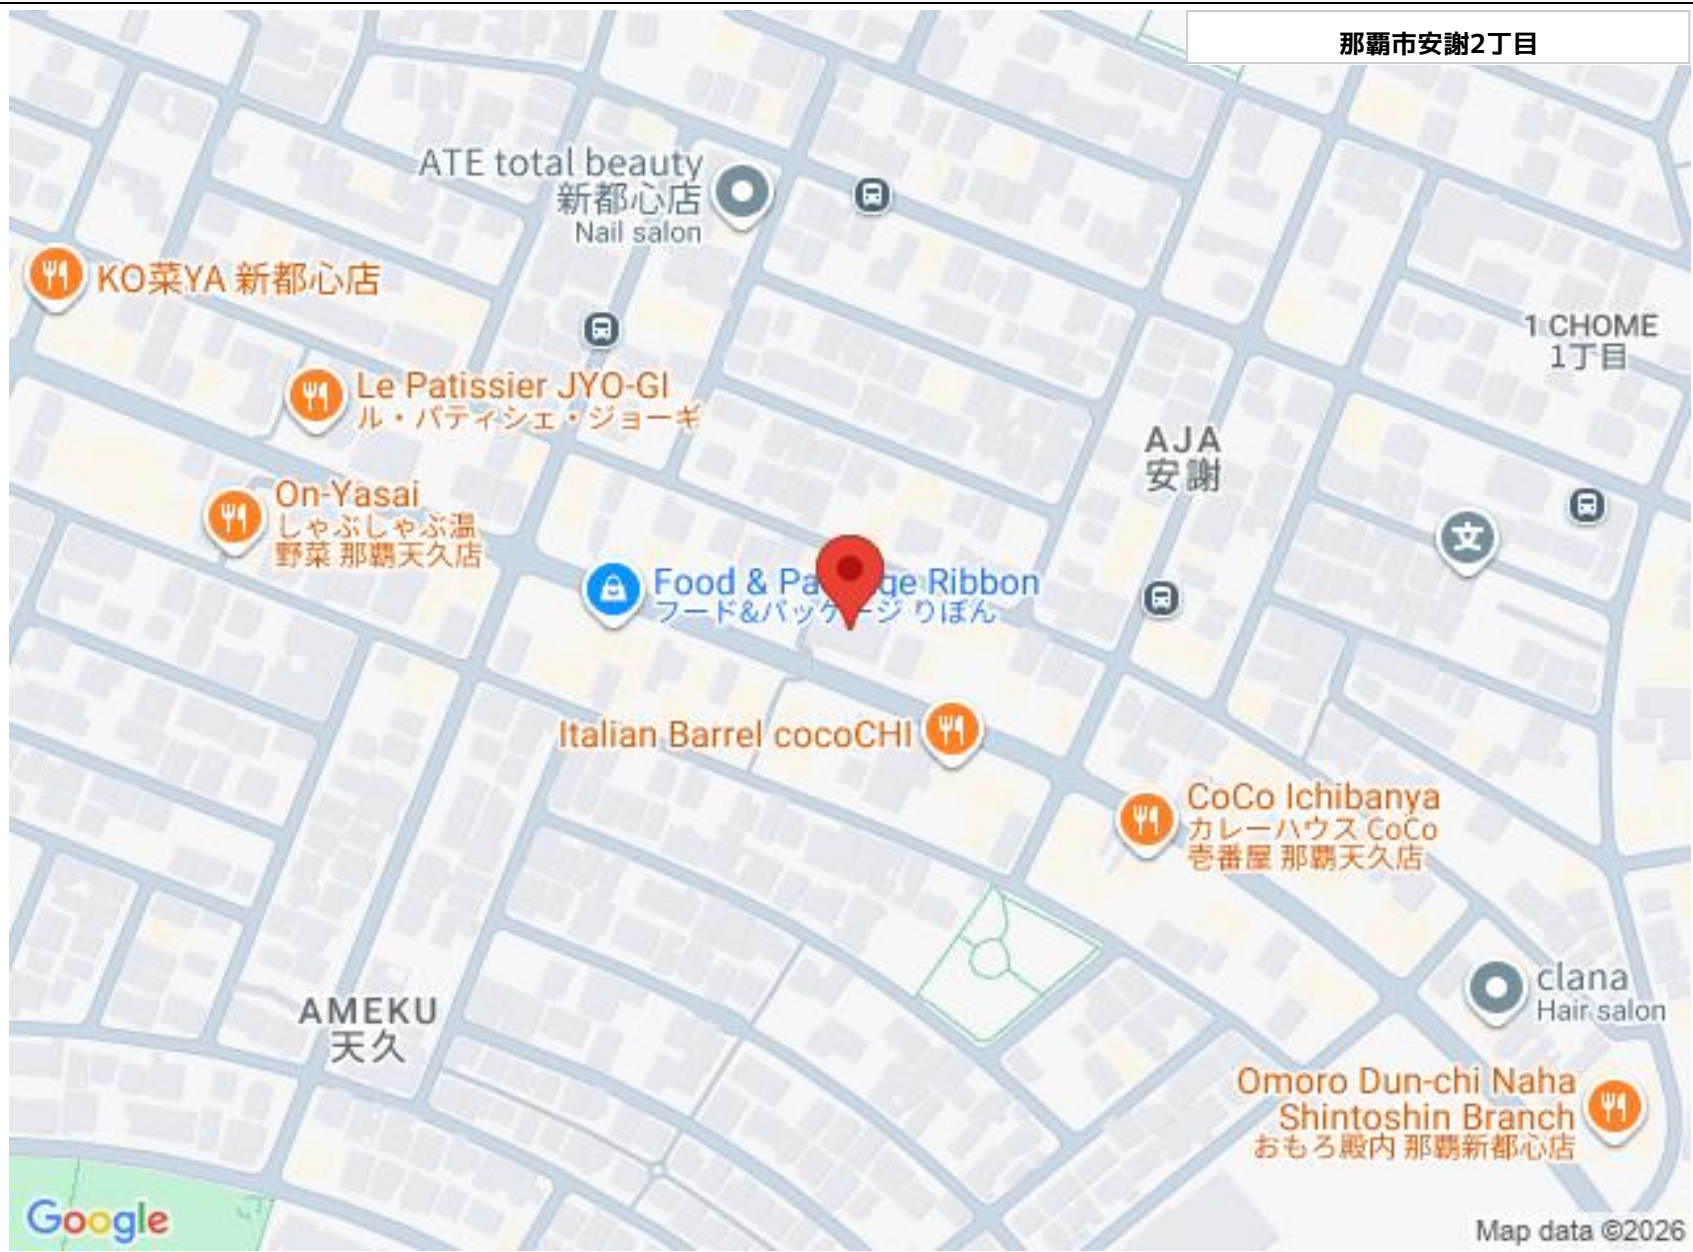 那覇市安謝2丁目
ATE total beauty
新都心店
Nail salon
KO菜YA 新都心店
1 CHOME
1丁目
Le Patissier JYO-GI
ル・パティシェ・ジョーギ
AJA
安謝
On-Yasai
しゃぶしゃぶ温
野菜 那覇天久店
文
Food & Pa ge Ribbon
フード&パッケージ りぼん
Italian Barrel cocoCHI
CoCo Ichibanya
カレーハウス CoCo
壱番屋 那覇天久店
clana
Hair salon
AMEKU
天久
Omoro Dun-chi Naha
Shintoshin Branch
おもろ殿内 那覇新都心店
Google
Map data ©2026